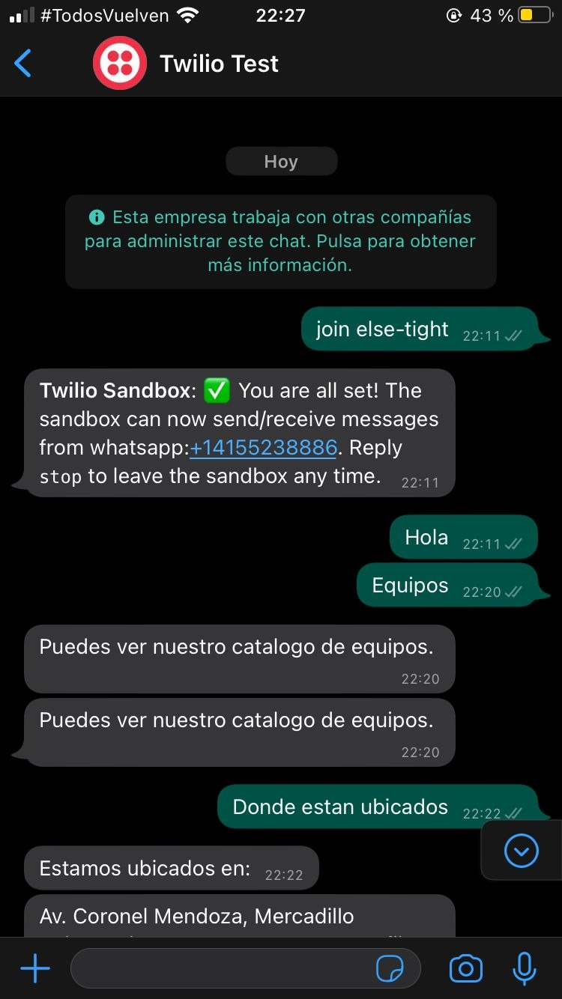 #TodosVuelven 22:27 43 %
Twilio Test
Hoy
Esta empresa trabaja con otras compañías
para administrar este chat. Pulsa para obtener
más información.
join else-tight 22:11
Twilio Sandbox: ✅ You are all set! The
sandbox can now send/receive messages
from whatsapp:+14155238886. Reply
stop to leave the sandbox any time. 22:11
Hola 22:11
Equipos 22:20
Puedes ver nuestro catalogo de equipos.
22:20
Puedes ver nuestro catalogo de equipos.
22:20
Donde estan ubicados 22:22
Estamos ubicados en: 22:22
Av. Coronel Mendoza, Mercadillo